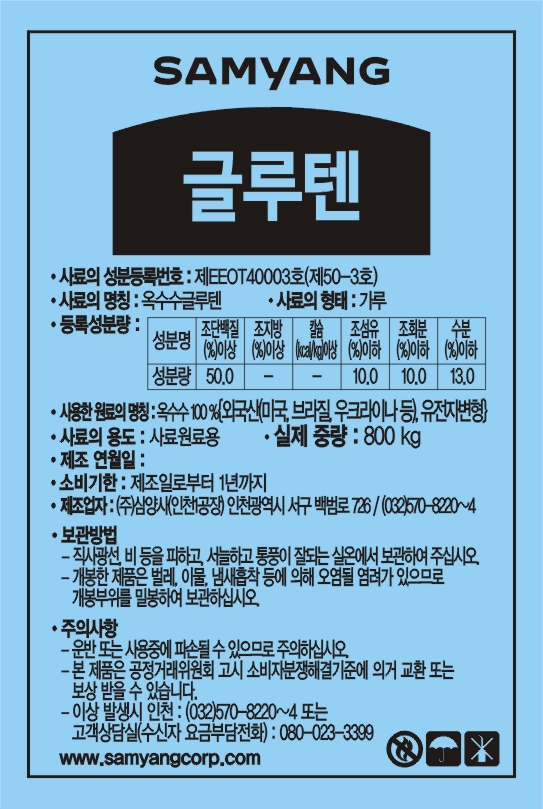 SAMYANG
글루텐
• 사료의 성분등록번호 : 제EEOT40003호(제50-3호)
• 사료의 명칭 : 옥수수글루텐 • 사료의 형태 : 가루
• 등록성분량 :
성분명 조단백질(%)이상 조지방(%)이상 칼슘(kcal/kg)이상 조섬유(%)이하 조회분(%)이하 수분(%)이하
성분량 50.0 – – 10.0 10.0 13.0
• 사용한 원료의 명칭 : 옥수수 100 %{외국산(미국, 브라질, 우크라이나 등), 유전자변형}
• 사료의 용도 : 사료원료용 • 실제 중량 : 800 kg
• 제조 연월일 :
• 소비기한 : 제조일로부터 1년까지
• 제조업자 : (주)삼양사(인천1공장) 인천광역시 서구 백범로 726 / (032)570-8220~4
• 보관방법
– 직사광선, 비 등을 피하고, 서늘하고 통풍이 잘되는 실온에서 보관하여 주십시오.
– 개봉한 제품은 벌레, 이물, 냄새흡착 등에 의해 오염될 염려가 있으므로
개봉부위를 밀봉하여 보관하십시오.
• 주의사항
– 운반 또는 사용중에 파손될 수 있으므로 주의하십시오.
– 본 제품은 공정거래위원회 고시 소비자분쟁해결기준에 의거 교환 또는
보상 받을 수 있습니다.
– 이상 발생시 인천 : (032)570-8220~4 또는
고객상담실(수신자 요금부담전화) : 080-023-3399
www.samyangcorp.com